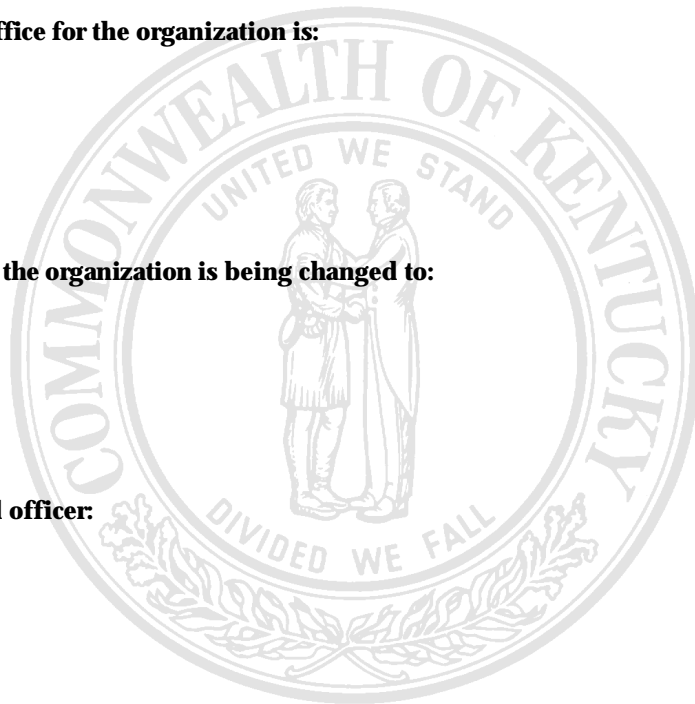 ffice for the organization is:
COMMONWEALTH OF KENTUCKY
UNITED WE STAND
the organization is being changed to:
officer:
DIVIDED WE FALL